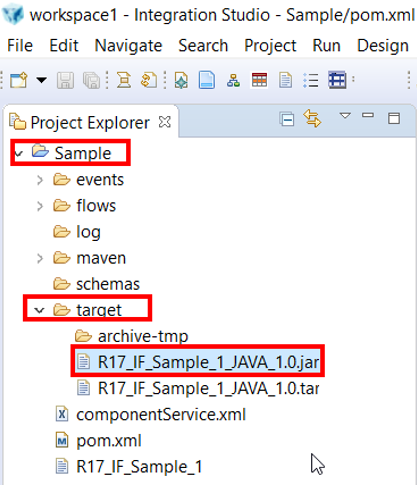 workspace1 - Integration Studio - Sample/pom.xml
File Edit Navigate Search Project Run Design
Project Explorer
Sample
events
flows
log
maven
schemas
target
archive-tmp
R17_IF_Sample_1_JAVA_1.0.jar
R17_IF_Sample_1_JAVA_1.0.tar
componentService.xml
pom.xml
R17_IF_Sample_1